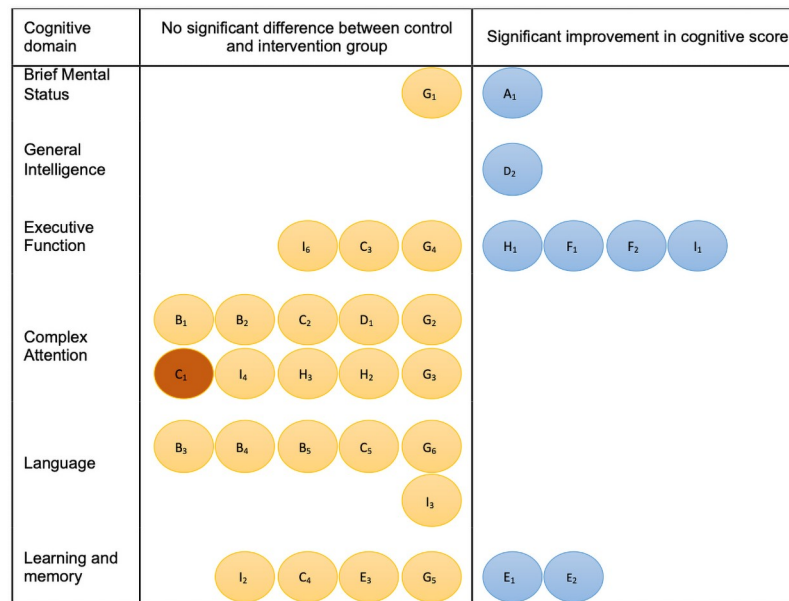 Cognitive domain
No significant difference between control and intervention group
Significant improvement in cognitive score
Brief Mental Status
G1
A1
General Intelligence
D2
Executive Function
I6 C3 G4
H1 F1 F2 I1
Complex Attention
B1 B2 C2 D1 G2
C1 I4 H3 H2 G3
Language
B3 B4 B5 C5 G6
I3
Learning and memory
I2 C4 E3 G5
E1 E2